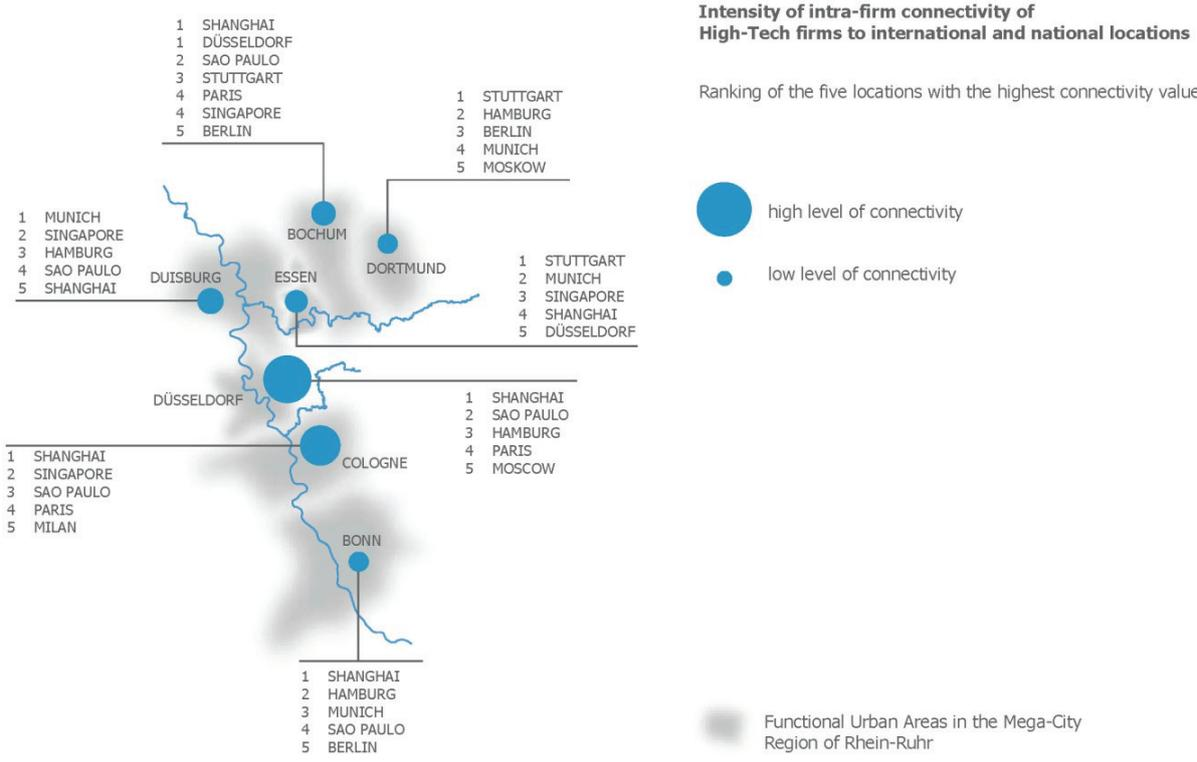 Intensity of intra-firm connectivity of
High-Tech firms to international and national locations
Ranking of the five locations with the highest connectivity value
high level of connectivity
low level of connectivity
1 SHANGHAI
1 DÜSSELDORF
2 SAO PAULO
3 STUTTGART
4 PARIS
4 SINGAPORE
5 BERLIN
BOCHUM
1 STUTTGART
2 HAMBURG
3 BERLIN
4 MUNICH
5 MOSKOW
DORTMUND
1 MUNICH
2 SINGAPORE
3 HAMBURG
4 SAO PAULO
5 SHANGHAI
DUISBURG
ESSEN
1 STUTTGART
2 MUNICH
3 SINGAPORE
4 SHANGHAI
5 DÜSSELDORF
DÜSSELDORF
1 SHANGHAI
2 SAO PAULO
3 HAMBURG
4 PARIS
5 MOSCOW
1 SHANGHAI
2 SINGAPORE
3 SAO PAULO
4 PARIS
5 MILAN
COLOGNE
BONN
1 SHANGHAI
2 HAMBURG
3 MUNICH
4 SAO PAULO
5 BERLIN
Functional Urban Areas in the Mega-City
Region of Rhein-Ruhr